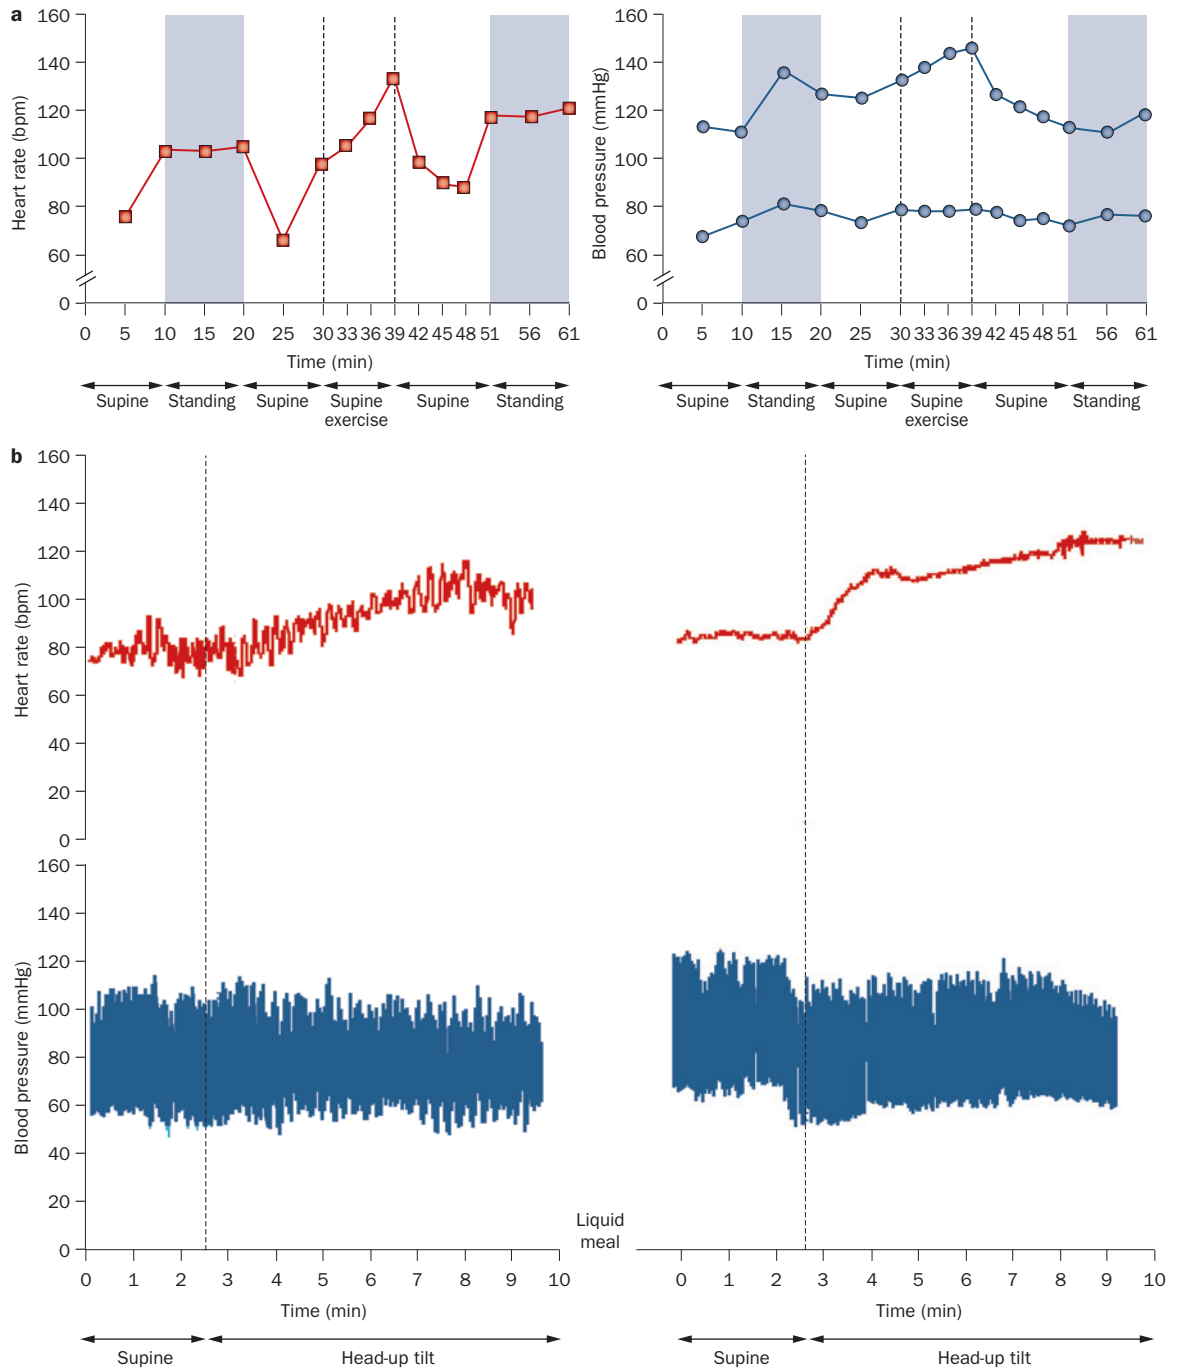 a
160
140
120
100
80
60
0
Heart rate (bpm)
0 5 10 15 20 25 30 33 36 39 42 45 48 51 56 61
Time (min)
Supine Standing Supine Supine exercise Supine Standing
160
140
120
100
80
60
0
Blood pressure (mmHg)
0 5 10 15 20 25 30 33 36 39 42 45 48 51 56 61
Time (min)
Supine Standing Supine Supine exercise Supine Standing
b
160
140
120
100
80
60
40
20
0
Heart rate (bpm)
160
140
120
100
80
60
40
20
0
Blood pressure (mmHg)
0 1 2 3 4 5 6 7 8 9 10
Time (min)
Supine Head-up tilt
Liquid
meal
0 1 2 3 4 5 6 7 8 9 10
Time (min)
Supine Head-up tilt